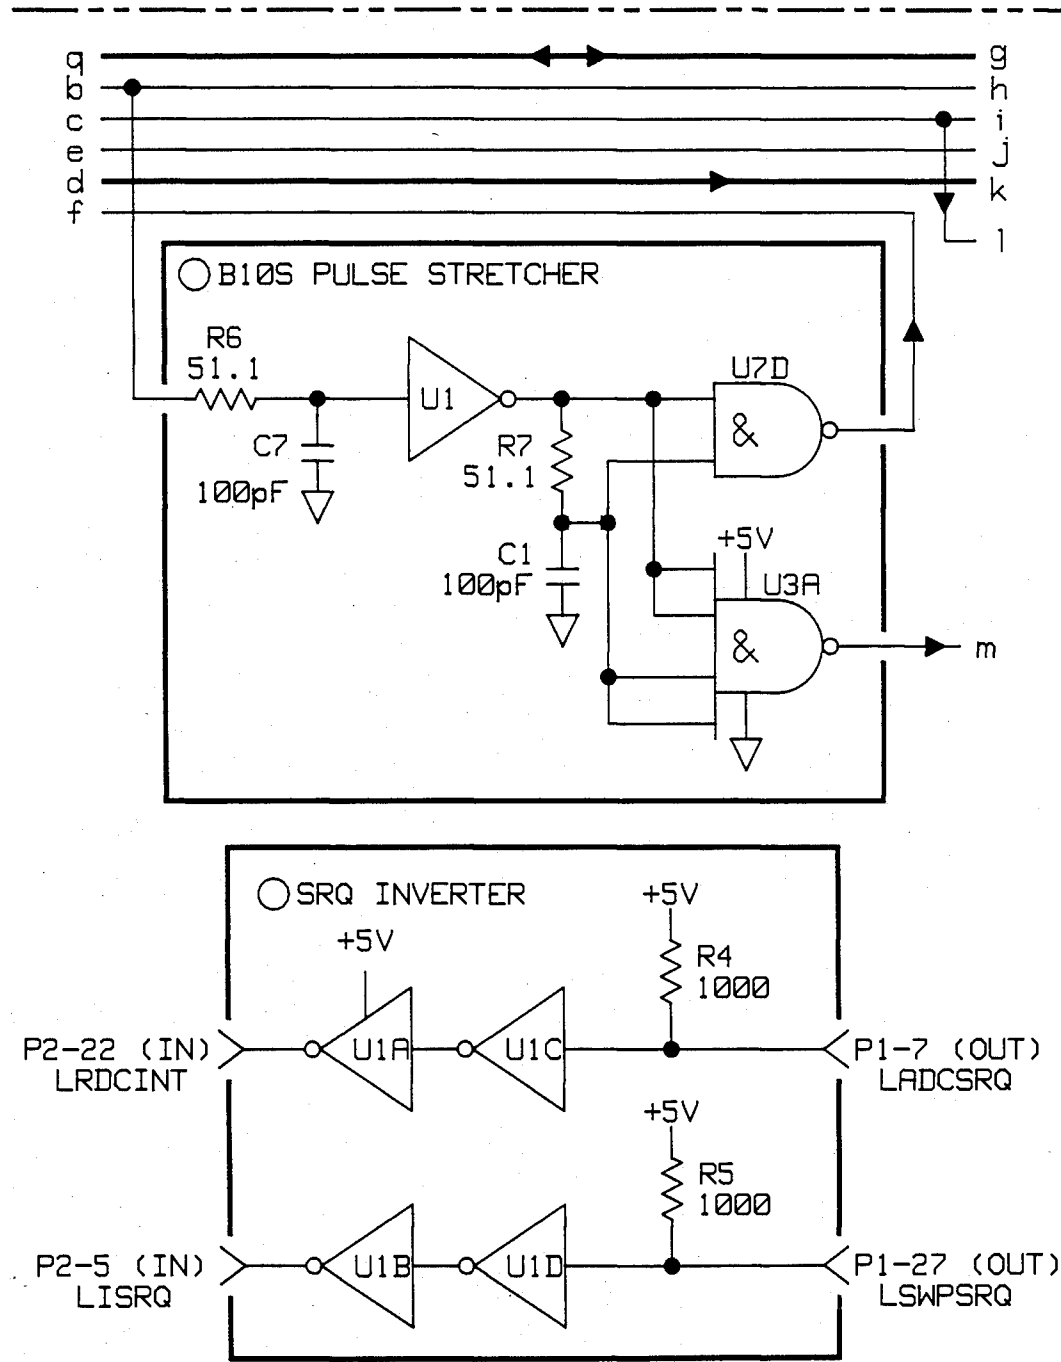 q g
b h
c i
e j
d k
f
l
B10S PULSE STRETCHER
R6
51.1
U1
U7D
&
C7
100pF
R7
51.1
C1
100pF
+5V
U3A
&
m
SRQ INVERTER
+5V
+5V
R4
1000
P2-22 (IN)
LRDCINT
U1A
U1C
P1-7 (OUT)
LADCSRQ
+5V
R5
1000
P2-5 (IN)
LISRQ
U1B
U1D
P1-27 (OUT)
LSWPSRQ